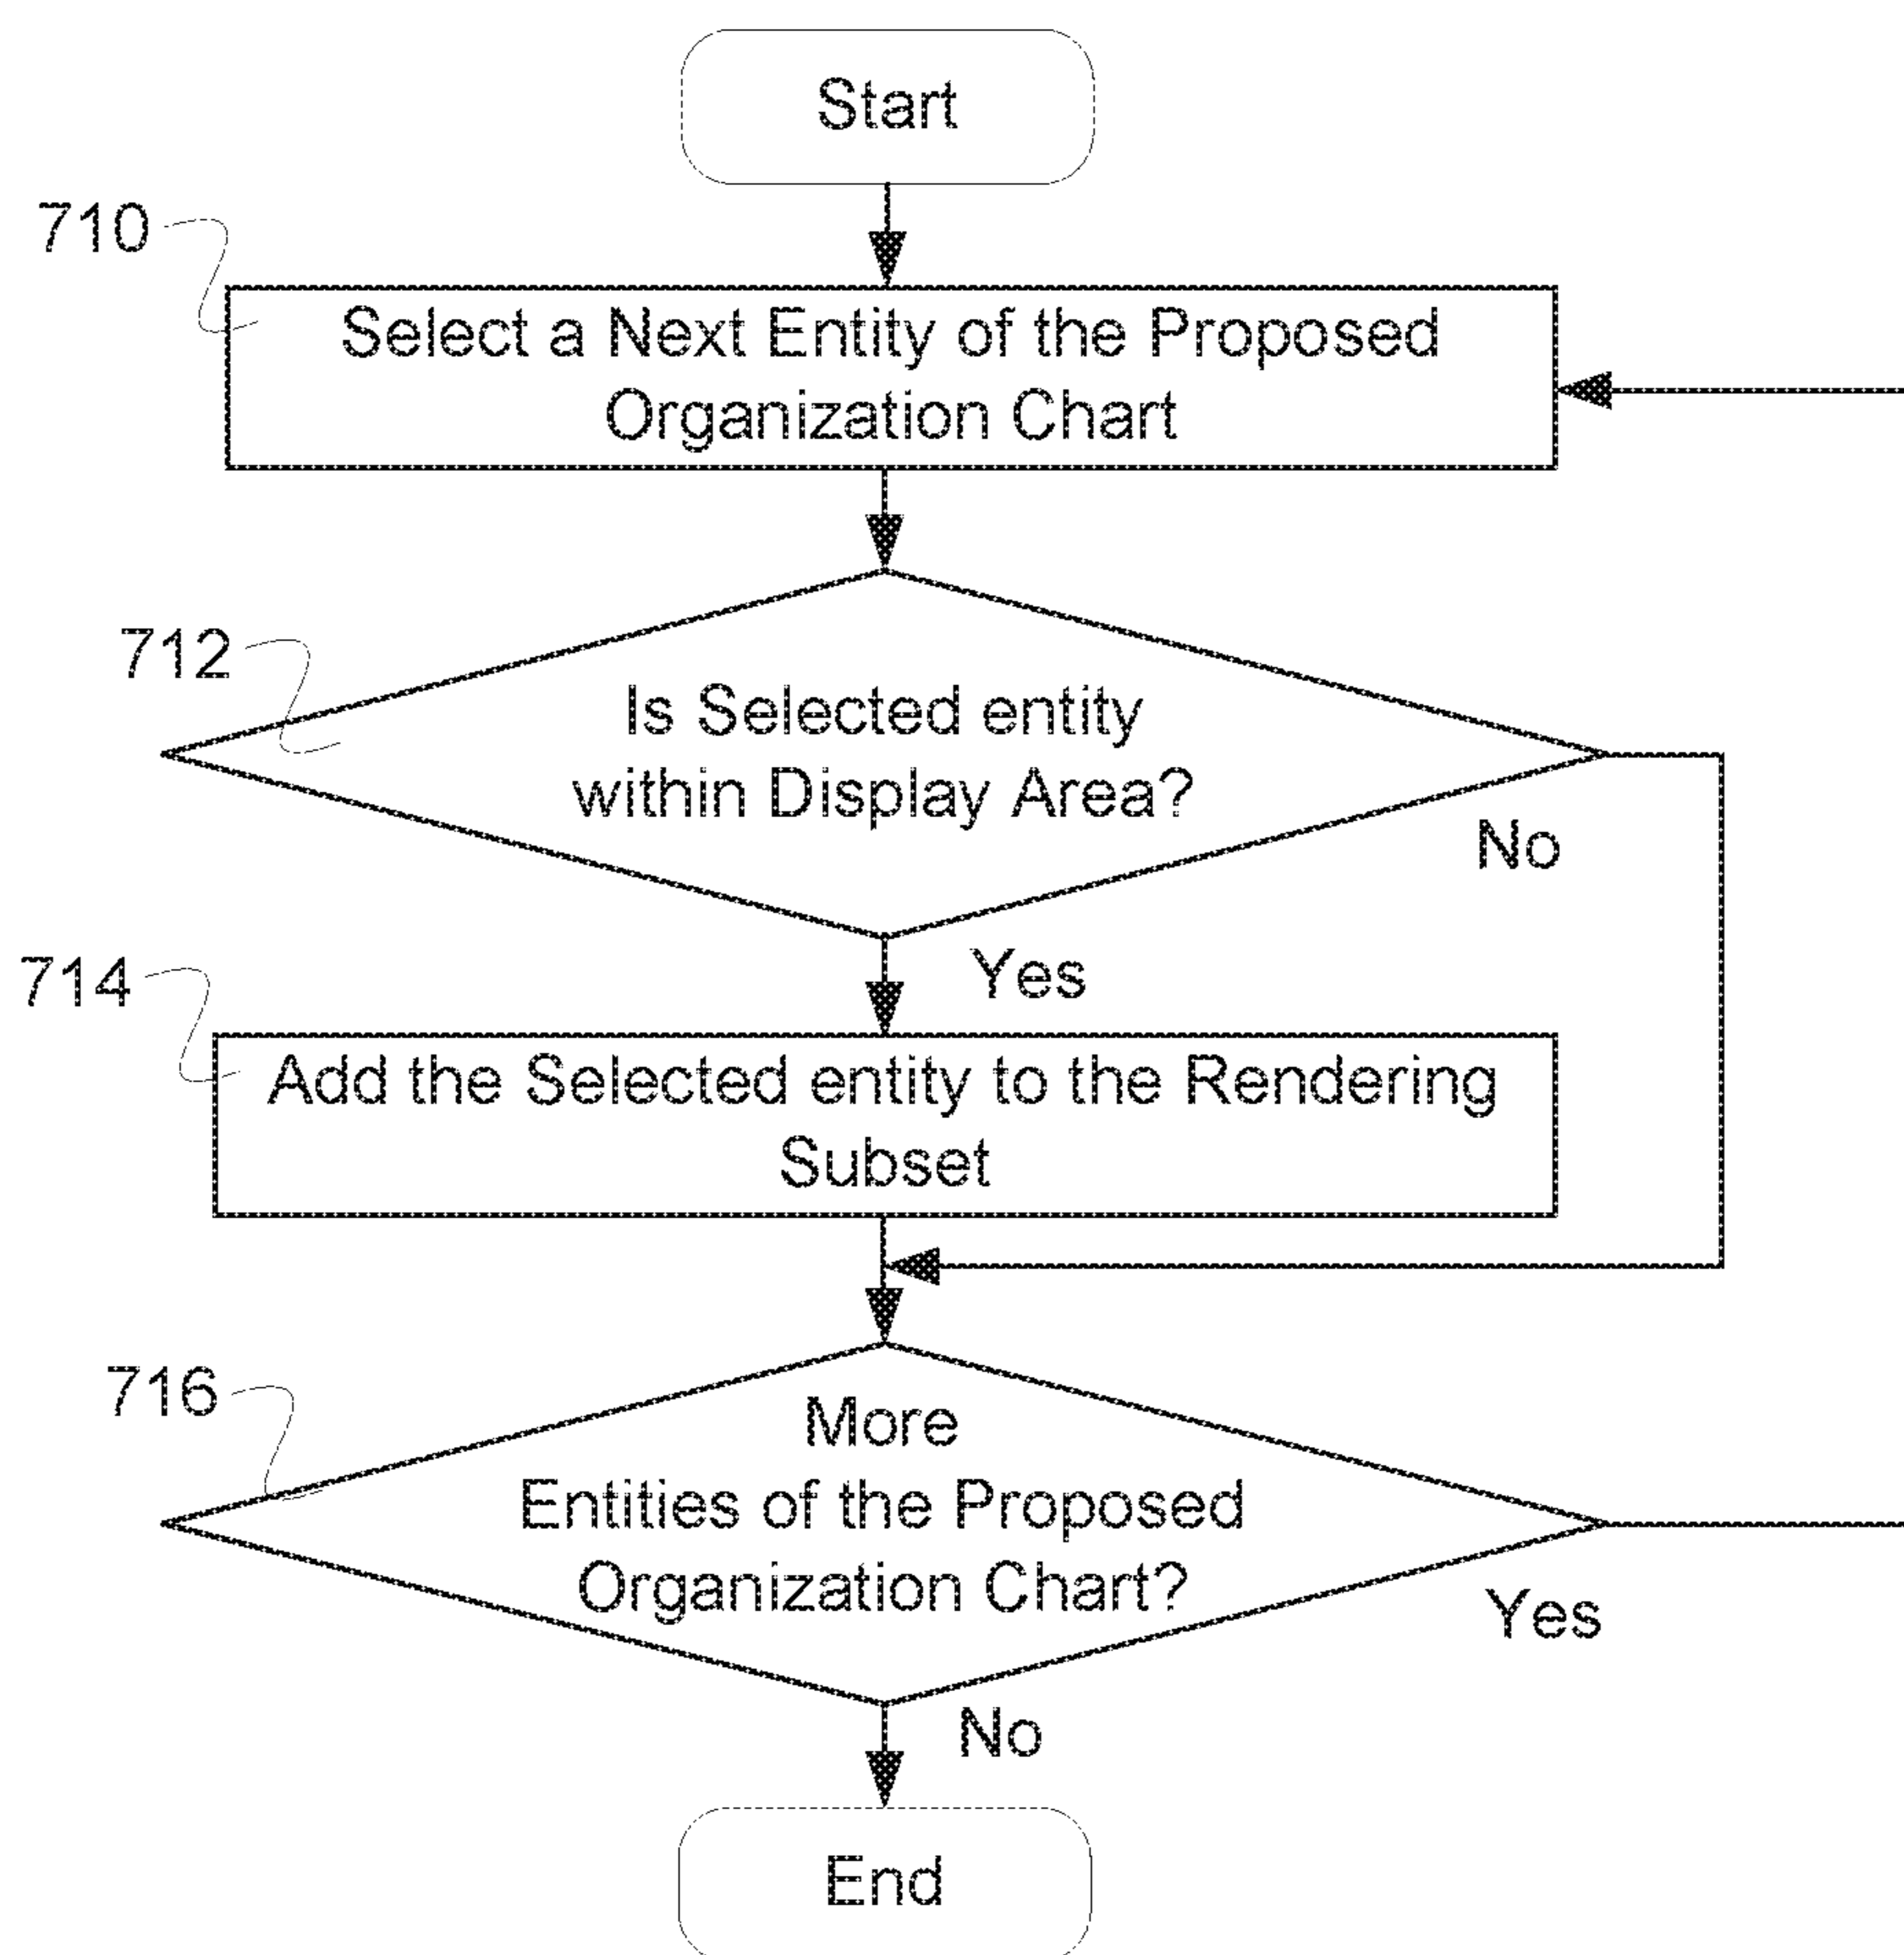 Start
710
Select a Next Entity of the Proposed
Organization Chart
712
Is Selected entity
within Display Area?
No
Yes
714
Add the Selected entity to the Rendering
Subset
716
More
Entities of the Proposed
Organization Chart?
Yes
No
End